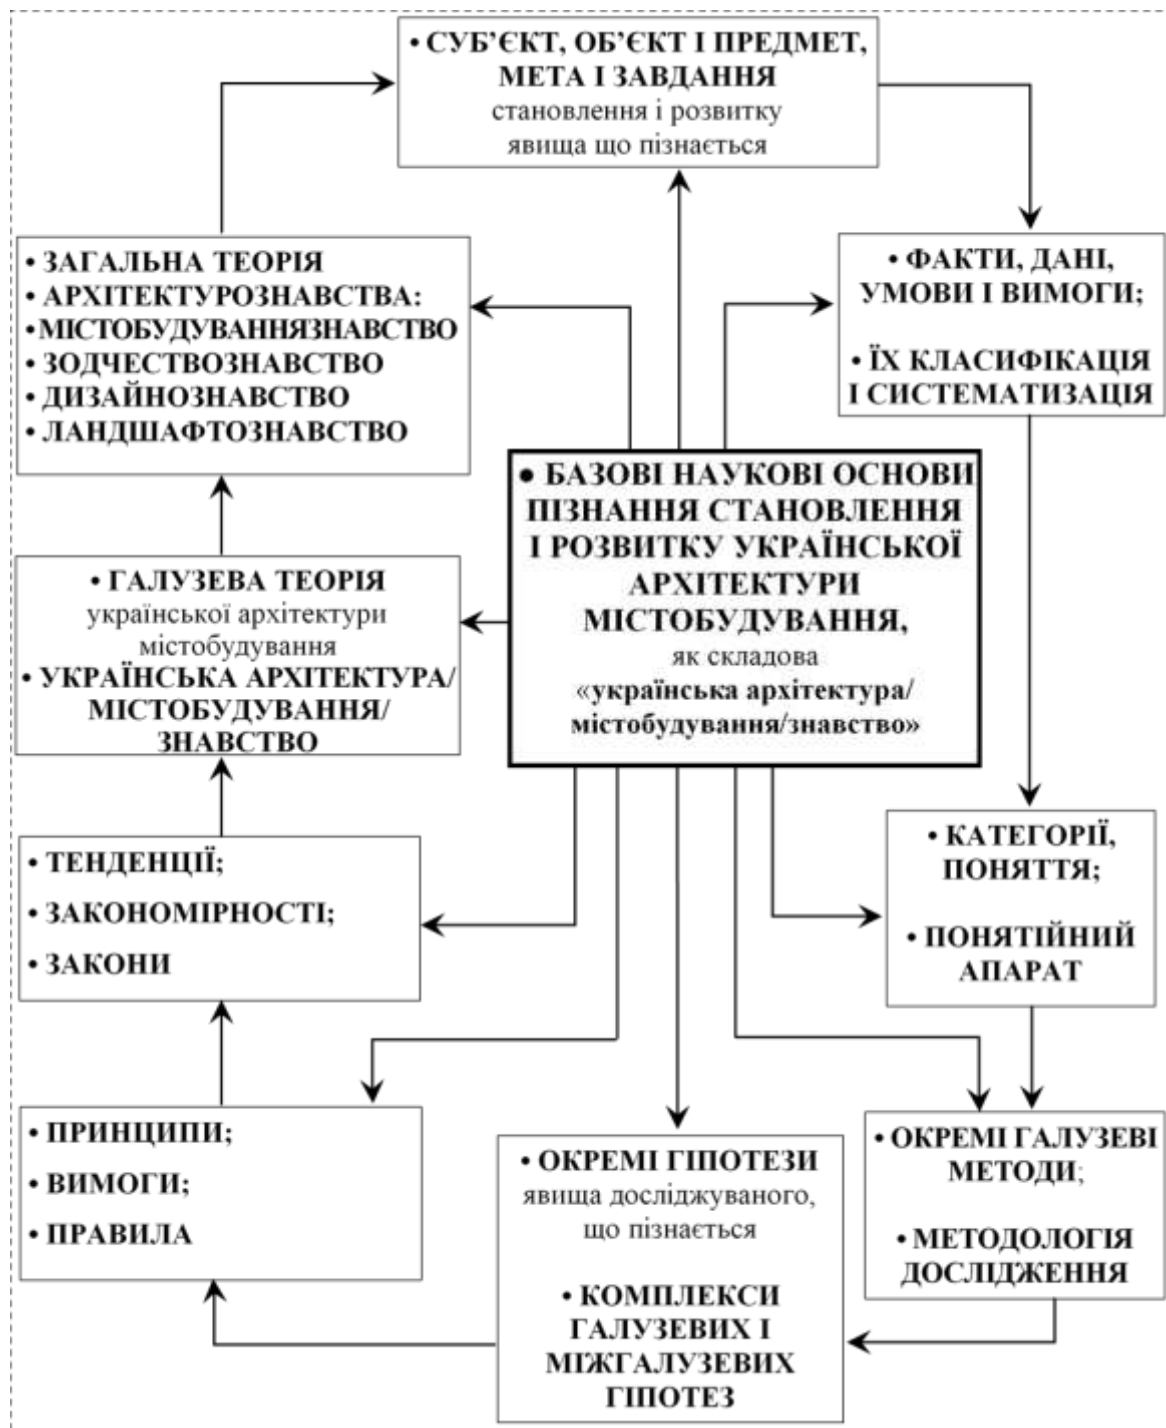 • СУБ’ЄКТ, ОБ’ЄКТ І ПРЕДМЕТ,
МЕТА І ЗАВДАННЯ
становлення і розвитку
явища що пізнається
• ЗАГАЛЬНА ТЕОРІЯ
• АРХІТЕКТУРОЗНАВСТВА:
• МІСТОБУДУВАННЯЗНАВСТВО
• ЗОДЧЕСТВОЗНАВСТВО
• ДИЗАЙНОЗНАВСТВО
• ЛАНДШАФТОЗНАВСТВО
• ФАКТИ, ДАНІ,
УМОВИ І ВИМОГИ;
• ЇХ КЛАСИФІКАЦІЯ
І СИСТЕМАТИЗАЦІЯ
● БАЗОВІ НАУКОВІ ОСНОВИ
ПІЗНАННЯ СТАНОВЛЕННЯ
І РОЗВИТКУ УКРАЇНСЬКОЇ
АРХІТЕКТУРИ
МІСТОБУДУВАННЯ,
як складова
«українська архітектура/
містобудування/знавство»
• ГАЛУЗЕВА ТЕОРІЯ
української архітектури
містобудування
• УКРАЇНСЬКА АРХІТЕКТУРА/
МІСТОБУДУВАННЯ/
ЗНАВСТВО
• ТЕНДЕНЦІЇ;
• ЗАКОНОМІРНОСТІ;
• ЗАКОНИ
• КАТЕГОРІЇ,
ПОНЯТТЯ;
• ПОНЯТІЙНИЙ
АПАРАТ
• ПРИНЦИПИ;
• ВИМОГИ;
• ПРАВИЛА
• ОКРЕМІ ГІПОТЕЗИ
явища досліджуваного,
що пізнається
• КОМПЛЕКСИ
ГАЛУЗЕВИХ І
МІЖГАЛУЗЕВИХ
ГІПОТЕЗ
• ОКРЕМІ ГАЛУЗЕВІ
МЕТОДИ;
• МЕТОДОЛОГІЯ
ДОСЛІДЖЕННЯ